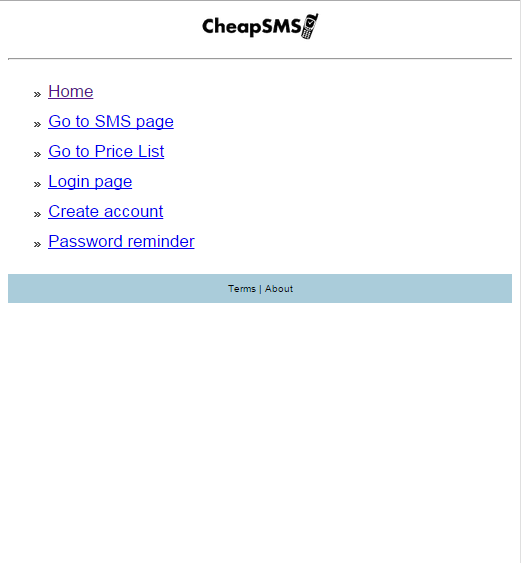 CheapSMS
» Home
» Go to SMS page
» Go to Price List
» Login page
» Create account
» Password reminder
Terms | About